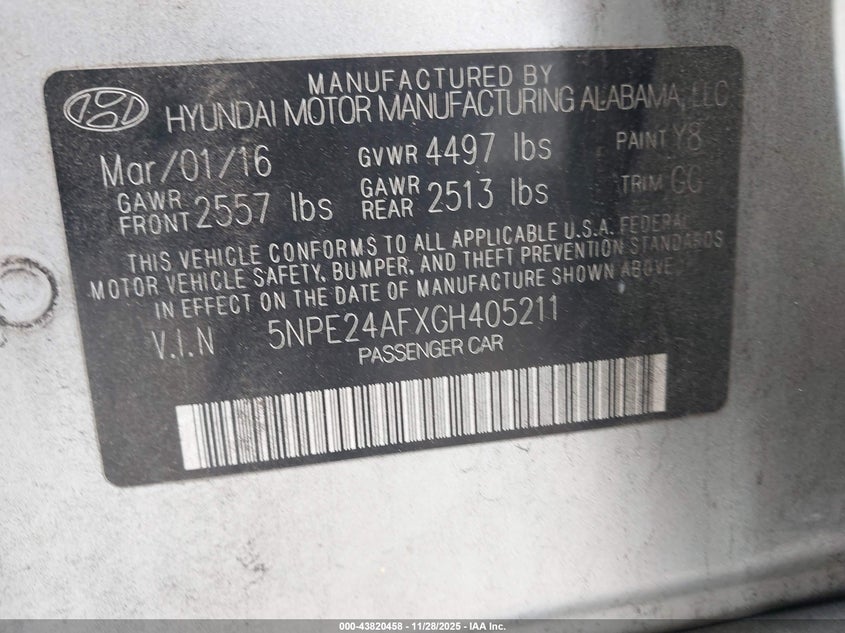 MANUFACTURED BY
HYUNDAI MOTOR MANUFACTURING ALABAMA, LLC
Mar/01/16 GVWR 4497 lbs PAINT Y8
GAWR FRONT 2557 lbs GAWR REAR 2513 lbs TRIM GG
THIS VEHICLE CONFORMS TO ALL APPLICABLE U.S.A. FEDERAL
MOTOR VEHICLE SAFETY, BUMPER, AND THEFT PREVENTION STANDARDS
IN EFFECT ON THE DATE OF MANUFACTURE SHOWN ABOVE.
V.I.N 5NPE24AFXGH405211
PASSENGER CAR
000-43820458 - 11/28/2025 - IAA Inc.